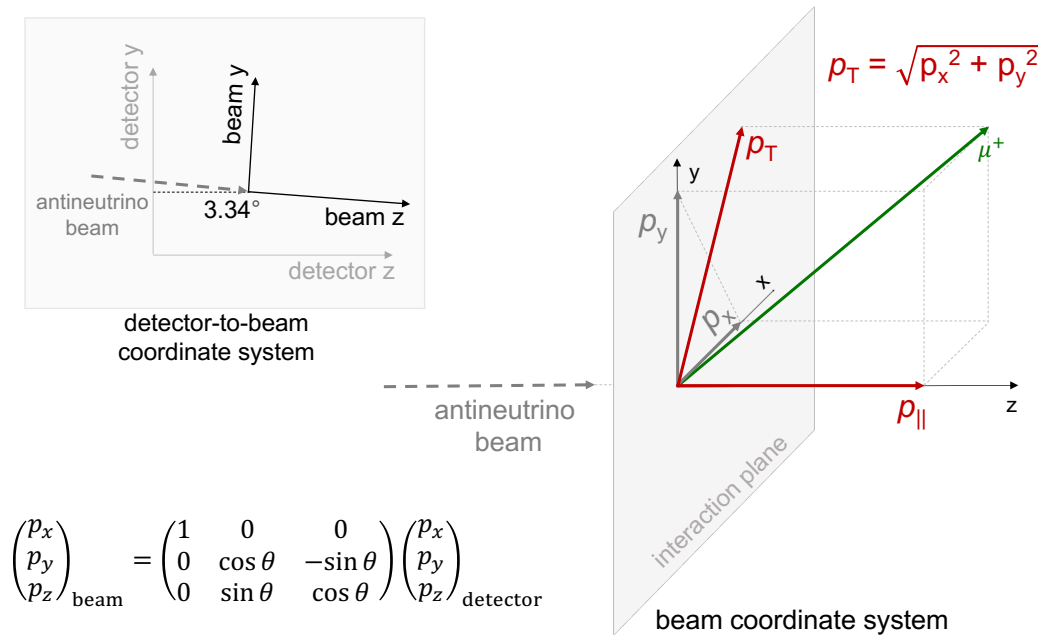 detector y
beam y
antineutrino
beam
3.34°
beam z
detector z
detector-to-beam
coordinate system
p_T = √(p_x² + p_y²)
p_T
μ⁺
y
p_y
x
p_x
antineutrino
beam
z
p_||
interaction plane
(p_x p_y p_z)_beam = (1 0 0
0 cos θ −sin θ
0 sin θ cos θ) (p_x p_y p_z)_detector
beam coordinate system